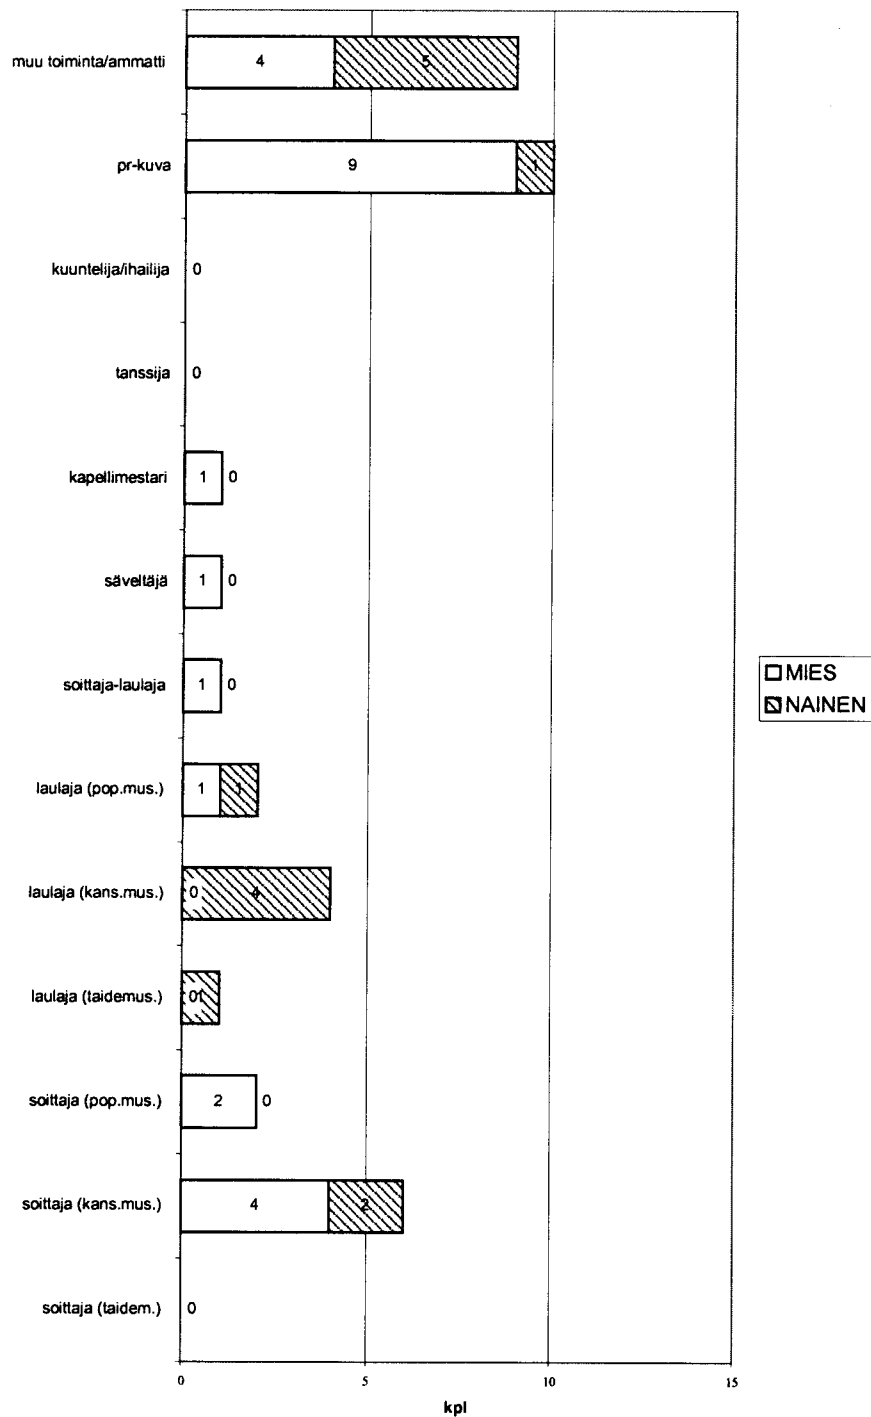 muu toiminta/ammatti 4 5
pr-kuva 9 1
kuuntelija/ihailija 0
tanssija 0
kapellimestari 1 0
säveltäjä 1 0
soittaja-laulaja 1 0
MIES
NAINEN
laulaja (pop.mus.) 1 1
laulaja (kans.mus.) 0 4
laulaja (taidemus.) 0 1
soittaja (pop.mus.) 2 0
soittaja (kans.mus.) 4 2
soittaja (taidem.) 0
0 5 10 15
kpl